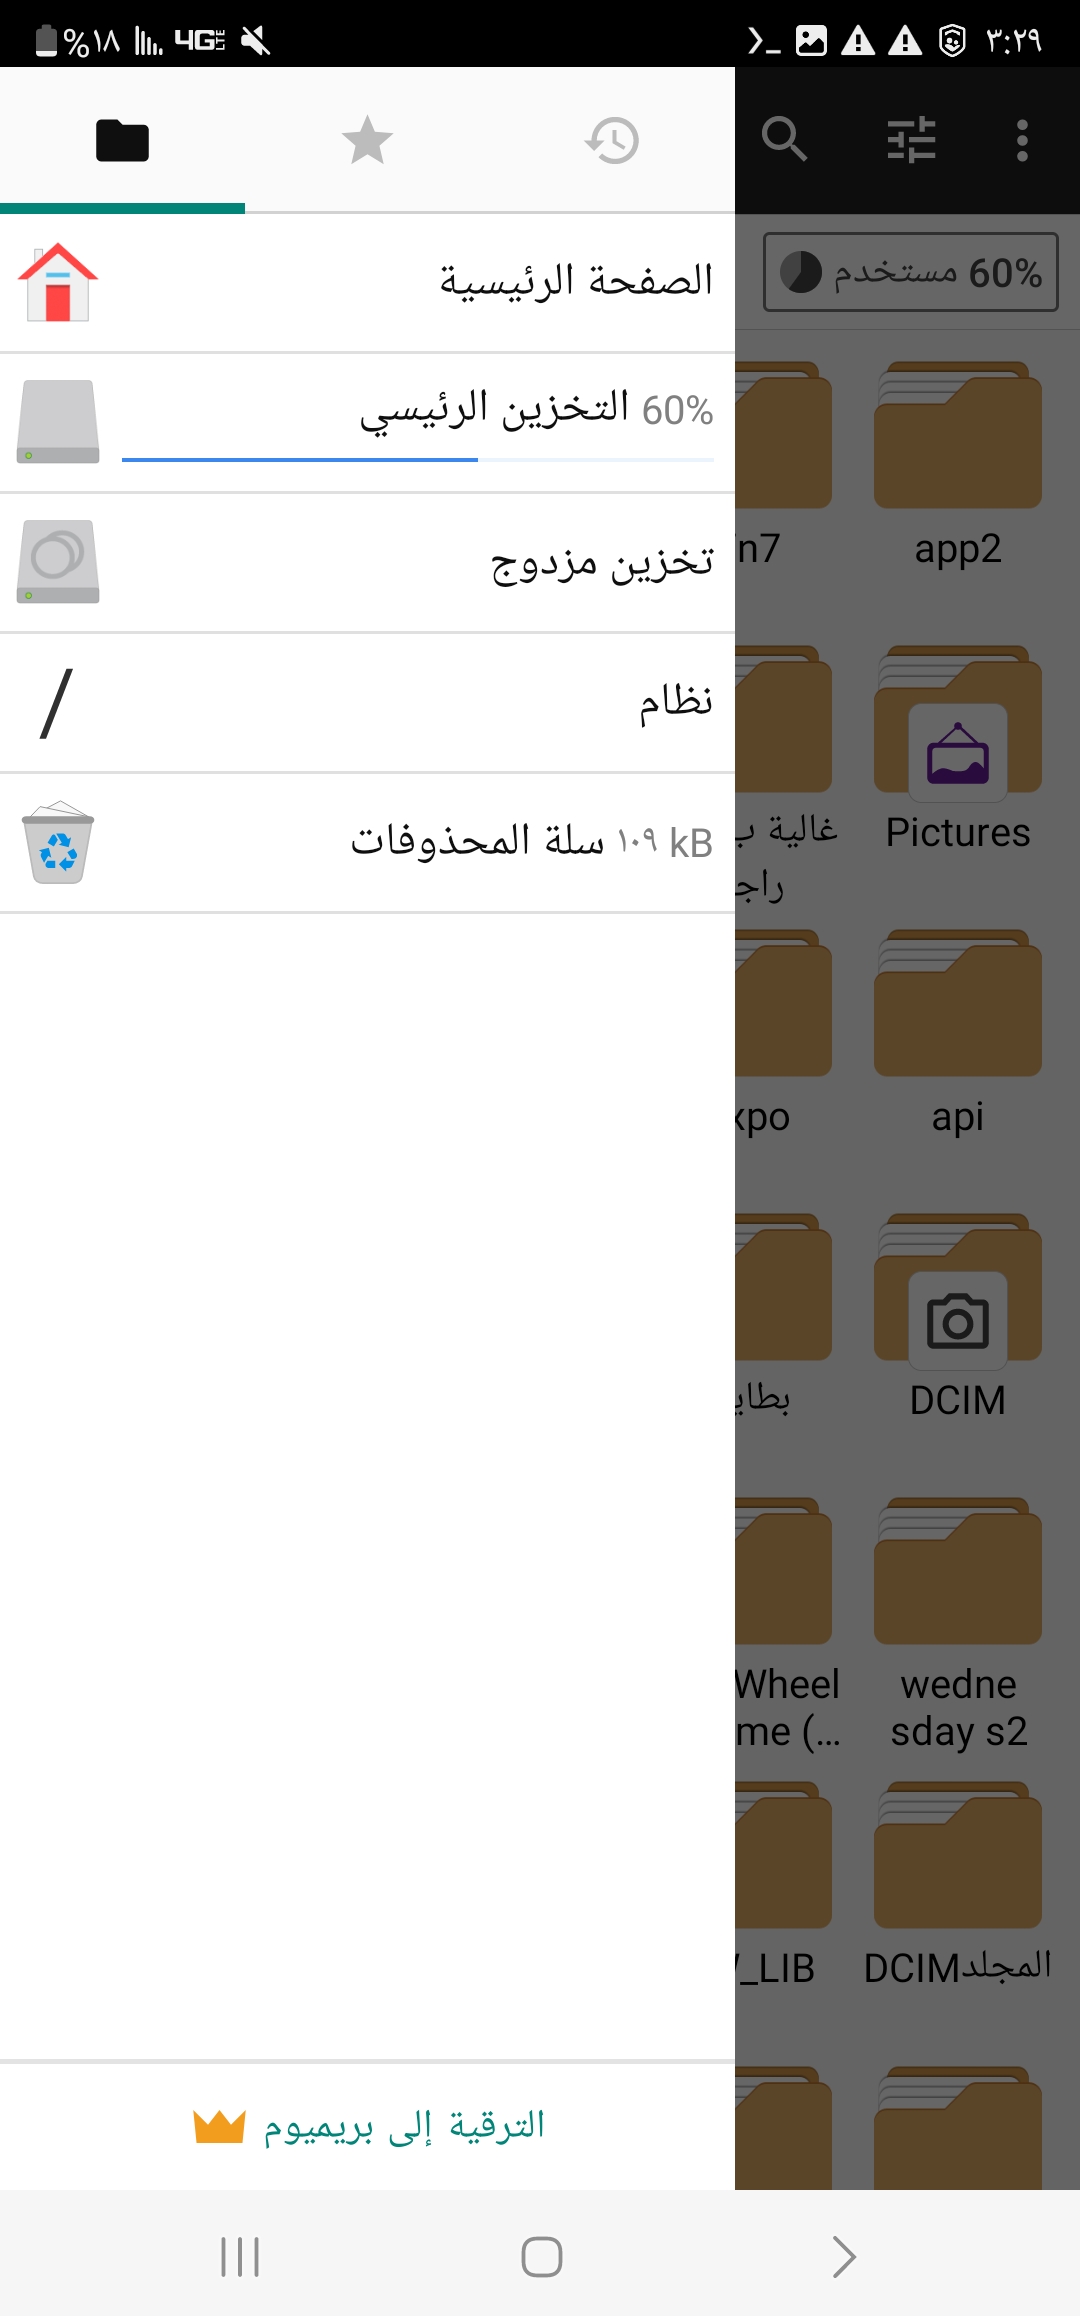 %١٨ 4G LTE ٣:٢٩
60% مستخدم
الصفحة الرئيسية
60% التخزين الرئيسي
تخزين مزدوج
نظام
١٠٩ kB سلة المحذوفات
الترقية إلى بريميوم
n7
app2
غالية ب
راج
Pictures
xpo
api
بطاي
DCIM
Wheel
me (...
wedne
sday s2
_LIB
DCIMالمجلد